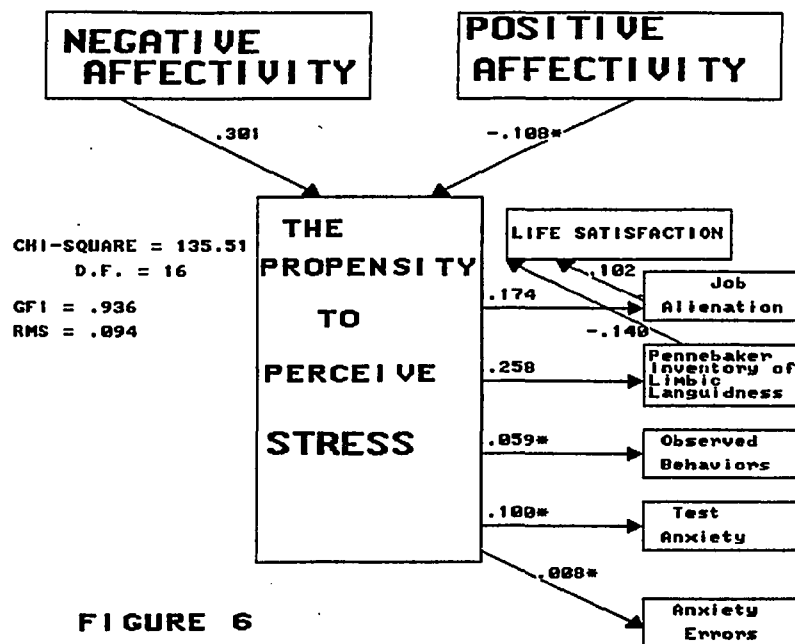 NEGATIVE
AFFECTIVITY
POSITIVE
AFFECTIVITY
.301
-.108*
CHI-SQUARE = 135.51
D.F. = 16
GFI = .936
RMS = .094
THE
PROPENSITY
TO
PERCEIVE
STRESS
LIFE SATISFACTION
.102
.174
Job
Alienation
-.140
.258
Pennebaker
Inventory of
Limbic
Languidness
.059*
Observed
Behaviors
.100*
Test
Anxiety
.008*
Anxiety
Errors
FIGURE 6